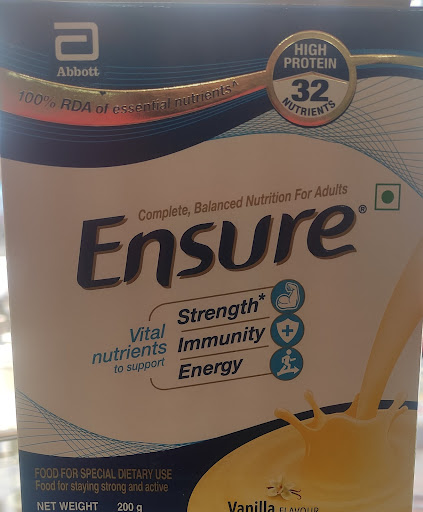 Abbott
HIGH
PROTEIN
32
NUTRIENTS
100% RDA of essential nutrients^
Complete, Balanced Nutrition For Adults
Ensure®
Vital
nutrients
to support
Strength*
Immunity
Energy
FOOD FOR SPECIAL DIETARY USE
Food for staying strong and active
NET WEIGHT 200 g
Vanilla FLAVOUR